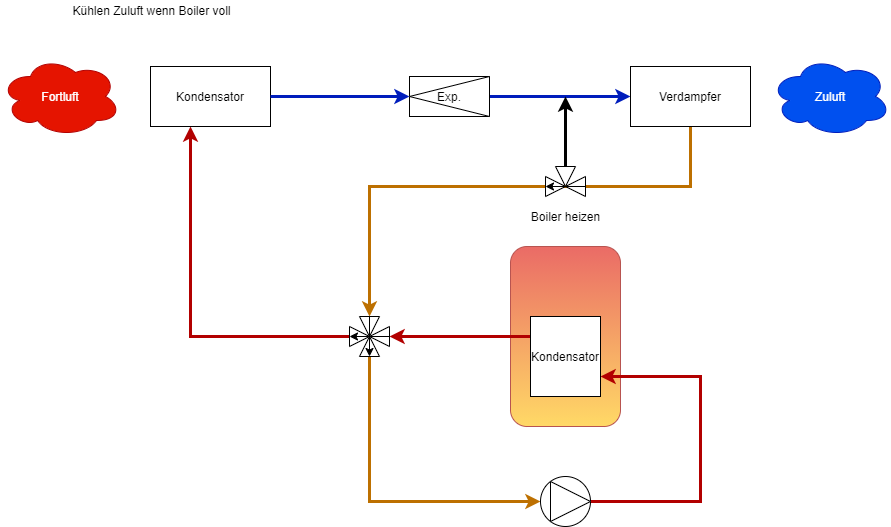 Kühlen Zuluft wenn Boiler voll
Fortluft
Kondensator
Exp.
Verdampfer
Zuluft
Boiler heizen
Kondensator